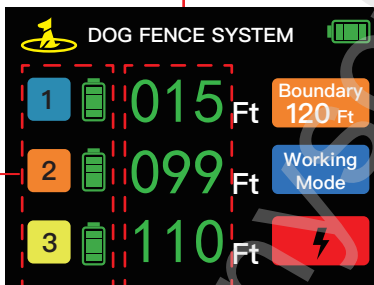 DOG FENCE SYSTEM
1 015 Ft Boundary
120 Ft
2 099 Ft Working
Mode
3 110 Ft